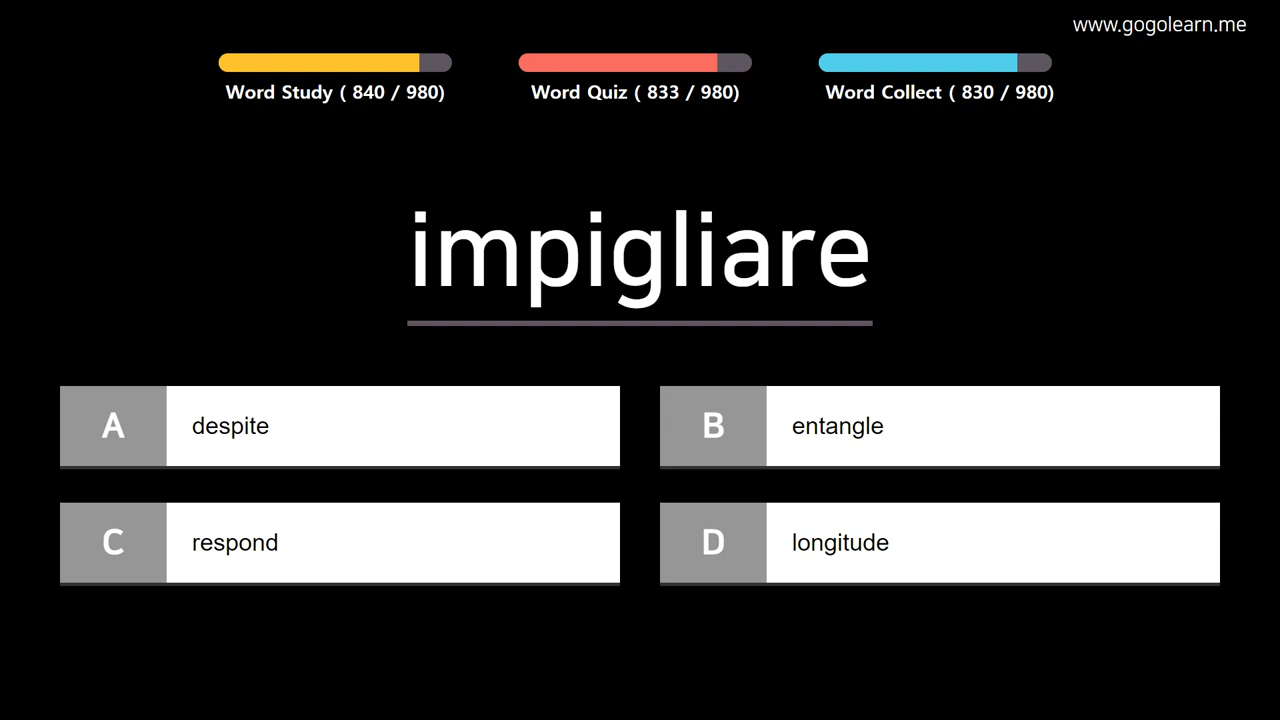 www.gogolearn.me
Word Study ( 840 / 980)
Word Quiz ( 833 / 980)
Word Collect ( 830 / 980)
impigliare
A despite
B entangle
C respond
D longitude